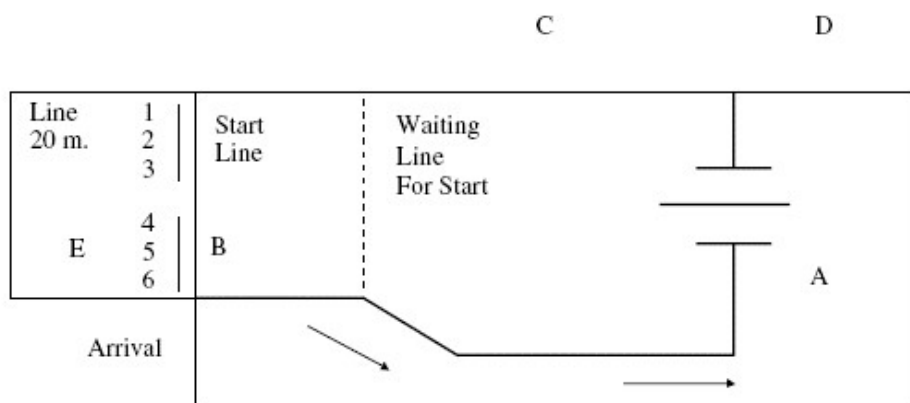 C
D
Line
20 m.
1
2
3
Start
Line
Waiting
Line
For Start
4
5
6
E
B
A
Arrival